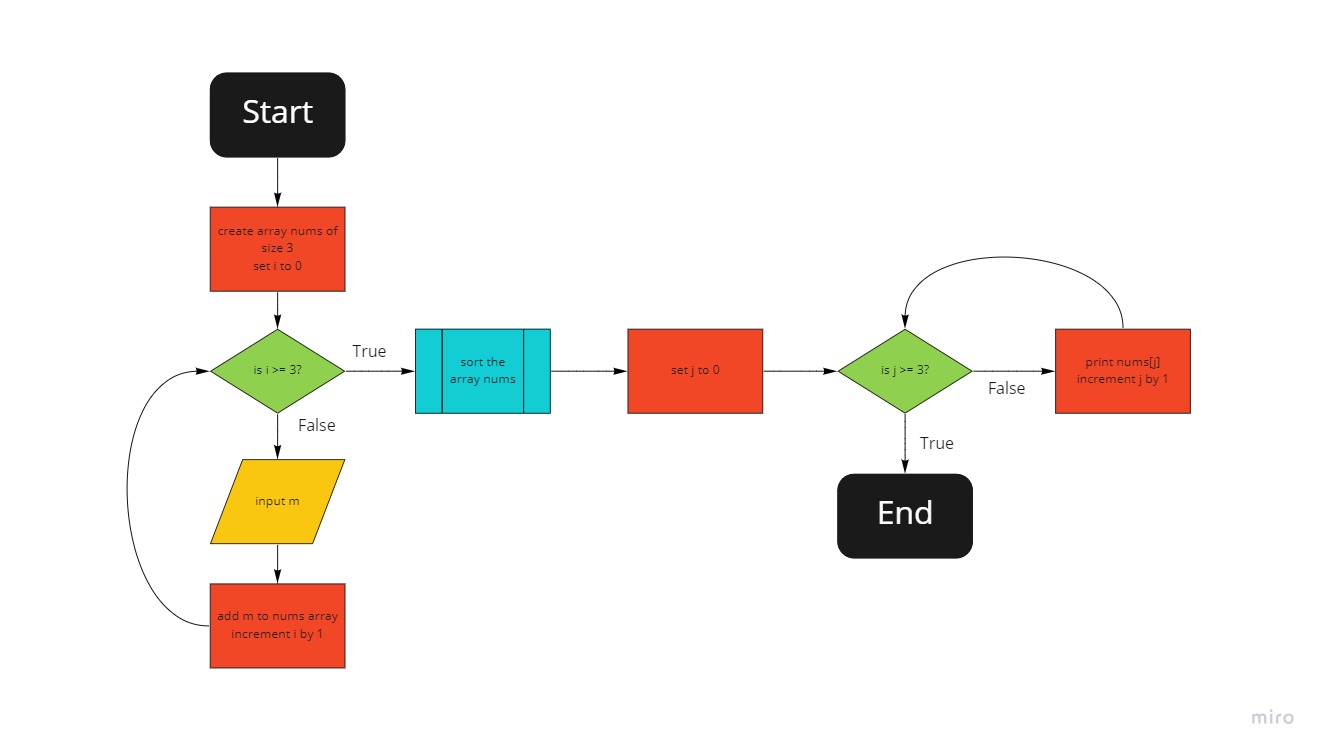 Start
create array nums of
size 3
set i to 0
is i >= 3?
True
False
input m
add m to nums array
increment i by 1
sort the
array nums
set j to 0
is j >= 3?
False
print nums[j]
increment j by 1
True
End
miro